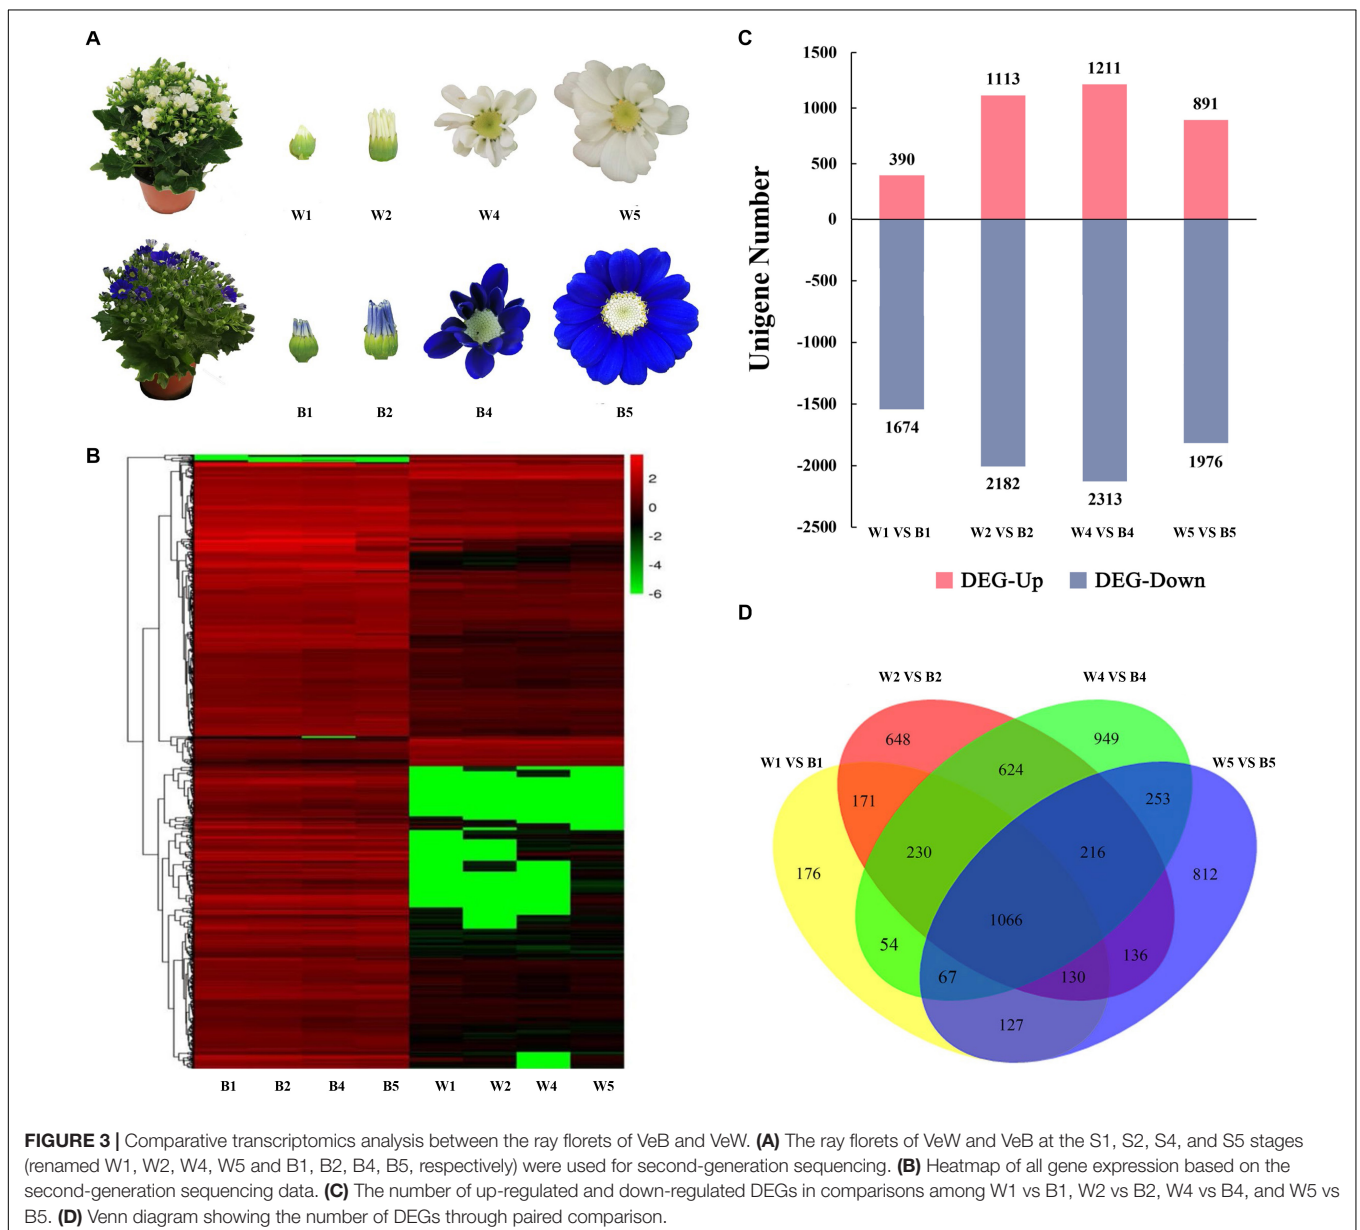 A
W1 W2 W4 W5
B1 B2 B4 B5
B
2
0
-2
-4
-6
B1 B2 B4 B5 W1 W2 W4 W5
C
Unigene Number
1500
1000
500
0
-500
-1000
-1500
-2000
-2500
390 1113 1211 891
1674 2182 2313 1976
W1 VS B1 W2 VS B2 W4 VS B4 W5 VS B5
DEG-Up DEG-Down
D
W2 VS B2 W4 VS B4
W1 VS B1 W5 VS B5
648 949
624
171 253
230 216
176 812
1066
54 136
67 130
127
FIGURE 3 | Comparative transcriptomics analysis between the ray florets of VeB and VeW. (A) The ray florets of VeW and VeB at the S1, S2, S4, and S5 stages
(renamed W1, W2, W4, W5 and B1, B2, B4, B5, respectively) were used for second-generation sequencing. (B) Heatmap of all gene expression based on the
second-generation sequencing data. (C) The number of up-regulated and down-regulated DEGs in comparisons among W1 vs B1, W2 vs B2, W4 vs B4, and W5 vs
B5. (D) Venn diagram showing the number of DEGs through paired comparison.